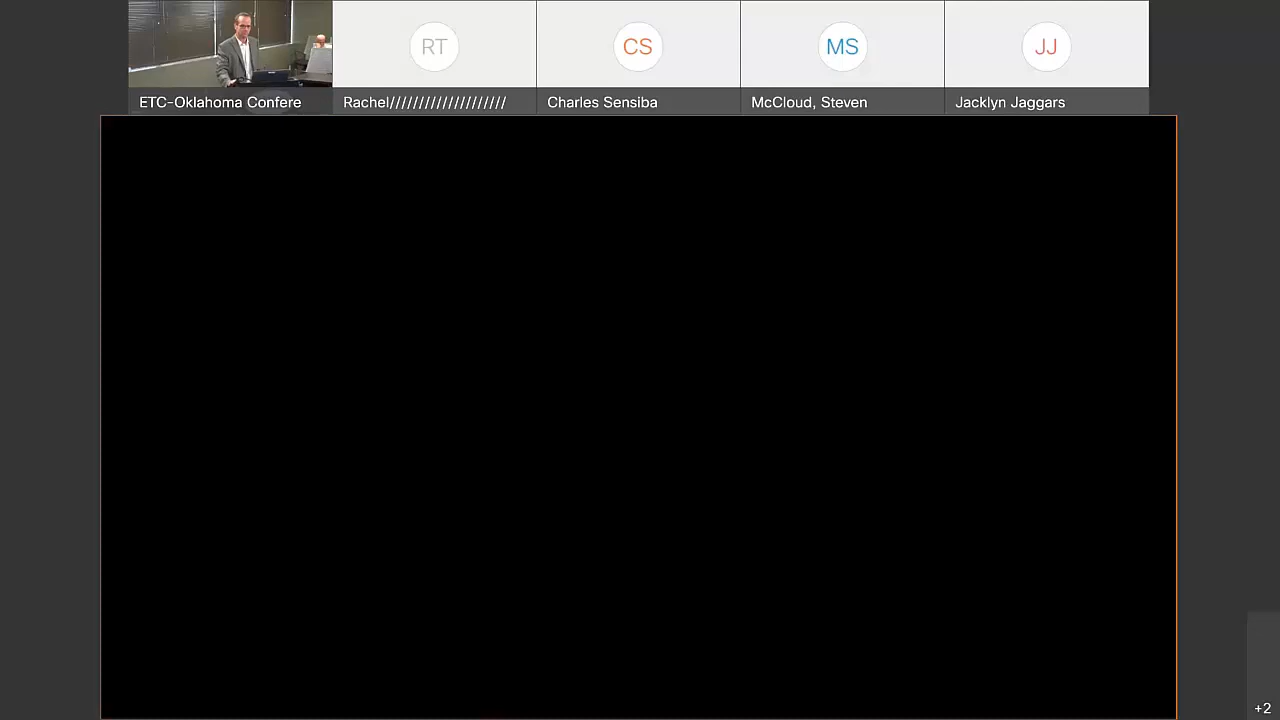 RT
CS
MS
JJ
ETC-Oklahoma Confere
Rachel////////////////////
Charles Sensiba
McCloud, Steven
Jacklyn Jaggars
+2